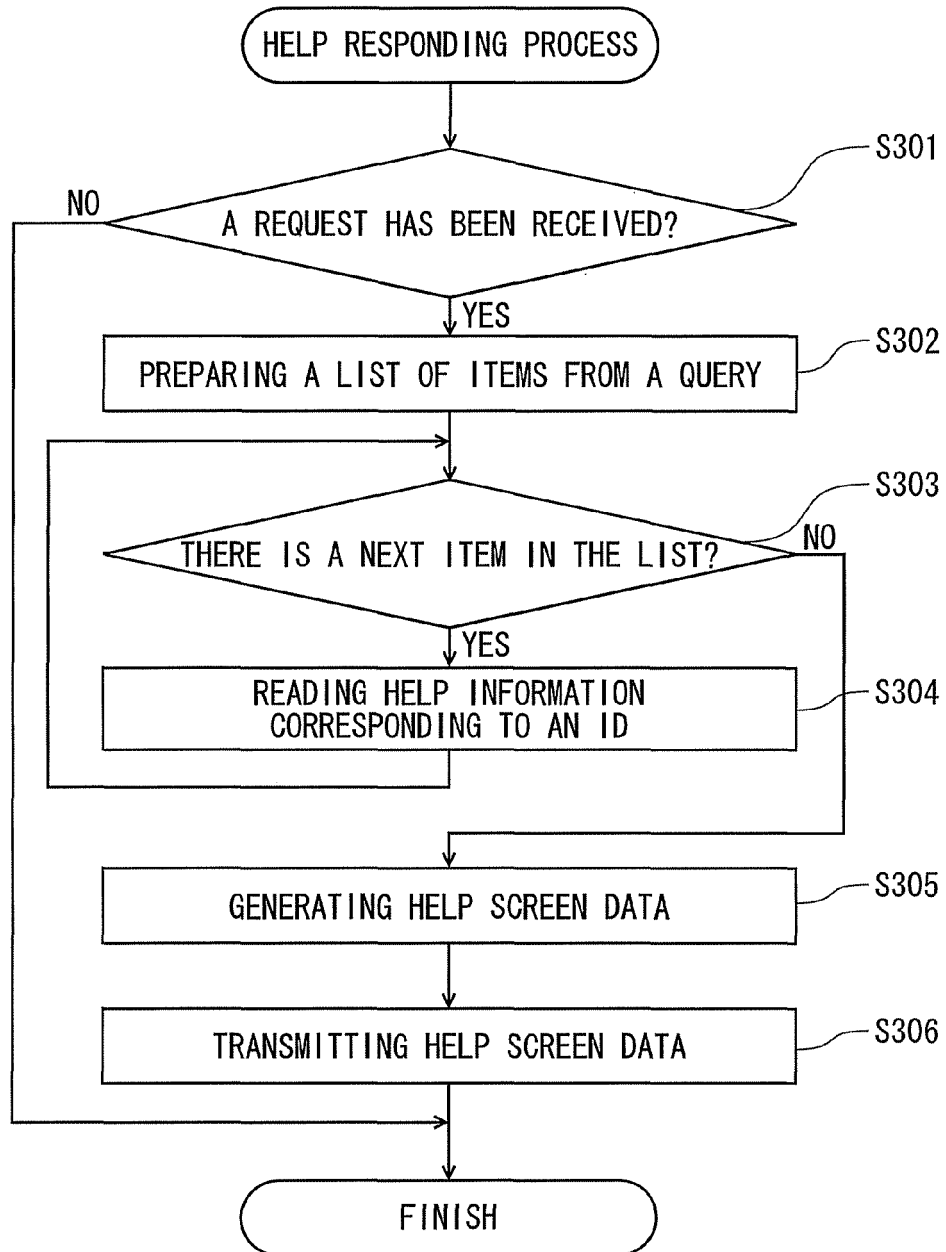 HELP RESPONDING PROCESS
S301
NO
A REQUEST HAS BEEN RECEIVED?
YES
S302
PREPARING A LIST OF ITEMS FROM A QUERY
S303
THERE IS A NEXT ITEM IN THE LIST?
NO
YES
S304
READING HELP INFORMATION
CORRESPONDING TO AN ID
S305
GENERATING HELP SCREEN DATA
S306
TRANSMITTING HELP SCREEN DATA
FINISH